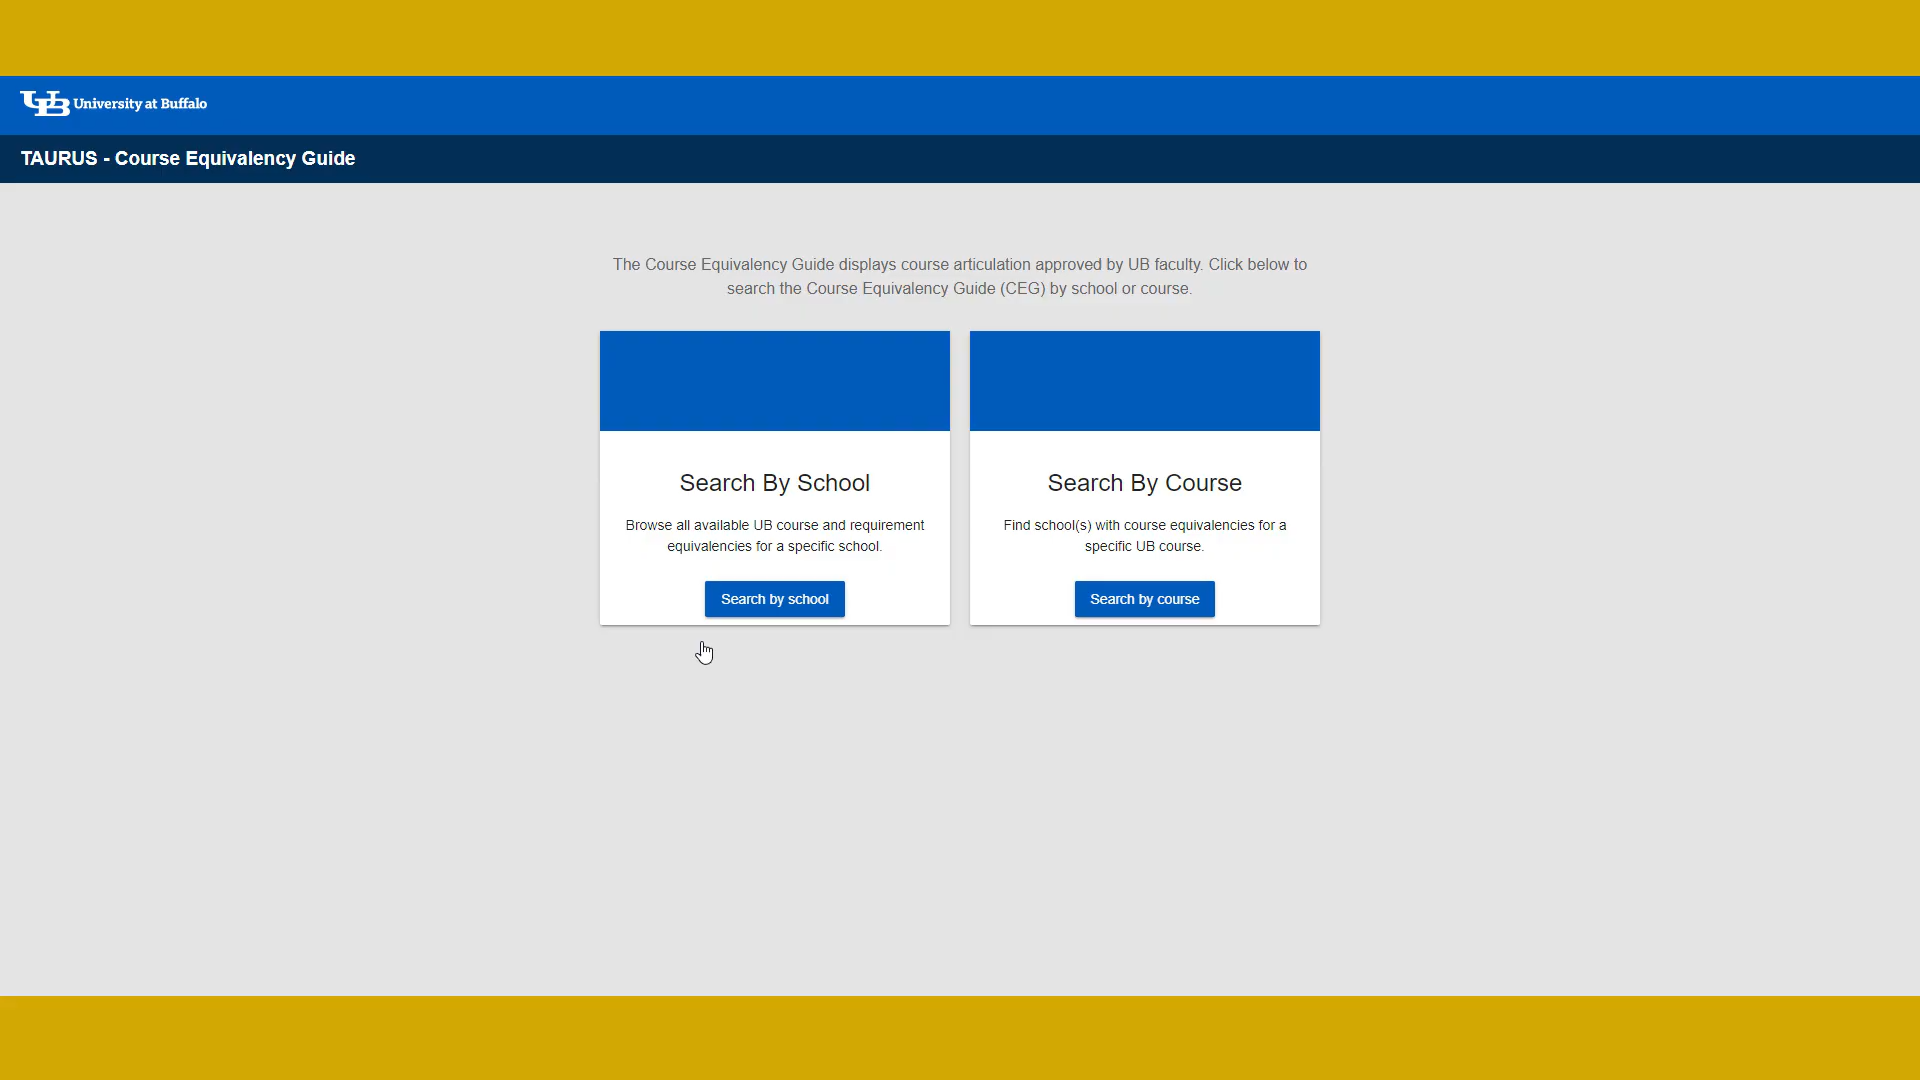 UB University at Buffalo
TAURUS - Course Equivalency Guide
The Course Equivalency Guide displays course articulation approved by UB faculty. Click below to
search the Course Equivalency Guide (CEG) by school or course.
Search By School
Browse all available UB course and requirement
equivalencies for a specific school.
Search by school
Search By Course
Find school(s) with course equivalencies for a
specific UB course.
Search by course